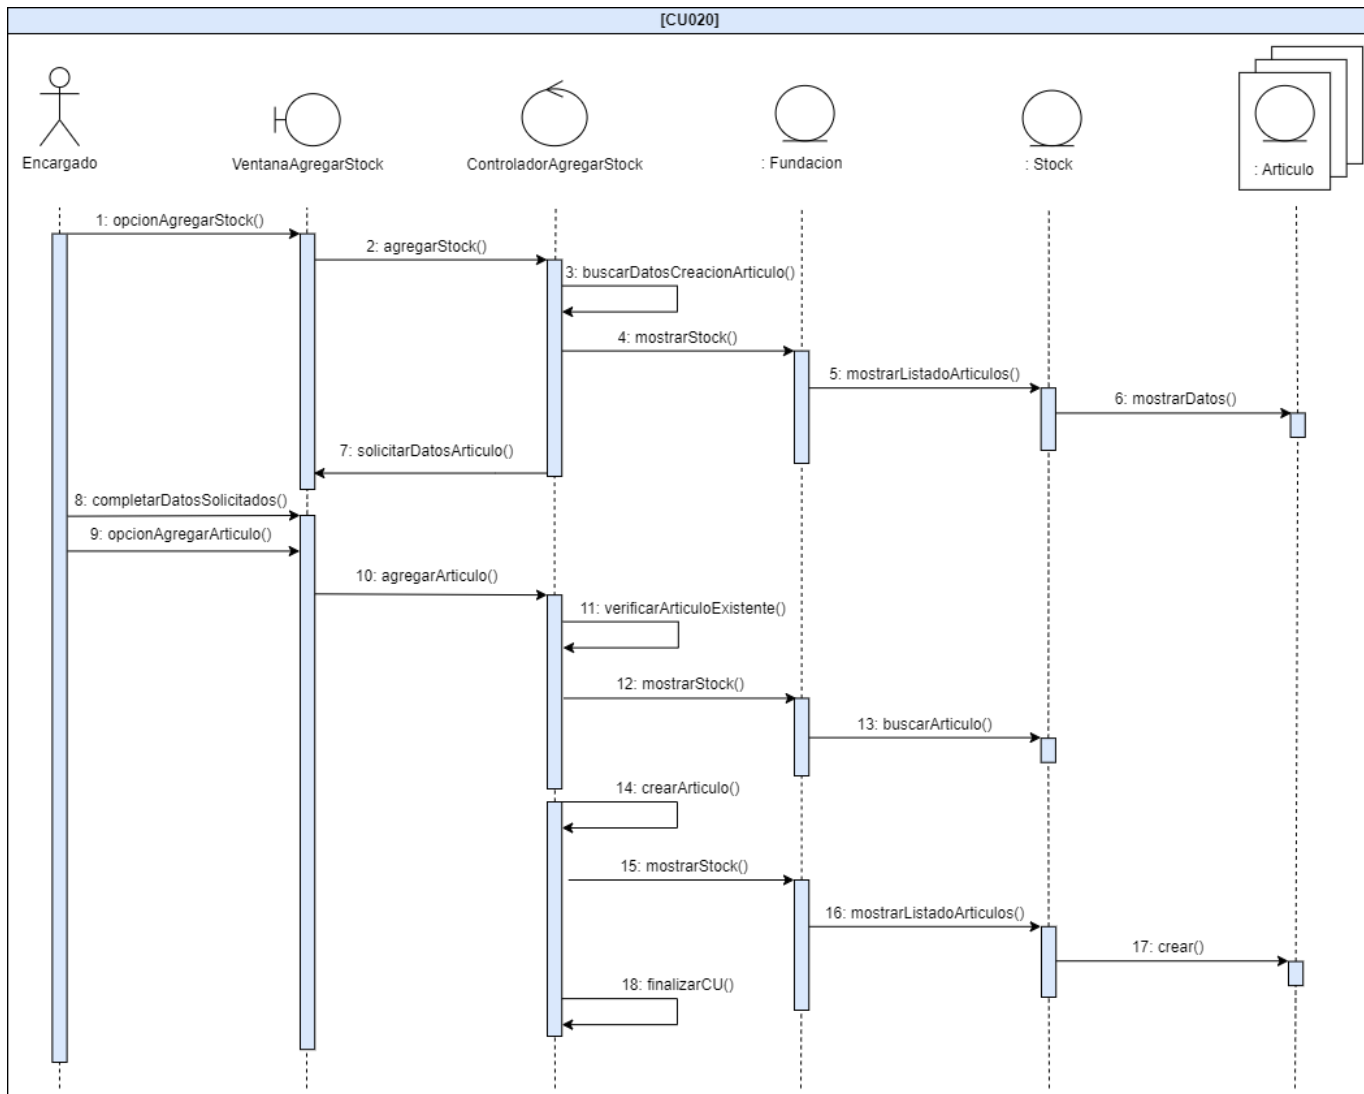 [CU020]
Encargado
VentanaAgregarStock
ControladorAgregarStock
: Fundacion
: Stock
: Articulo
1: opcionAgregarStock()
2: agregarStock()
3: buscarDatosCreacionArticulo()
4: mostrarStock()
5: mostrarListadoArticulos()
6: mostrarDatos()
7: solicitarDatosArticulo()
8: completarDatosSolicitados()
9: opcionAgregarArticulo()
10: agregarArticulo()
11: verificarArticuloExistente()
12: mostrarStock()
13: buscarArticulo()
14: crearArticulo()
15: mostrarStock()
16: mostrarListadoArticulos()
17: crear()
18: finalizarCU()